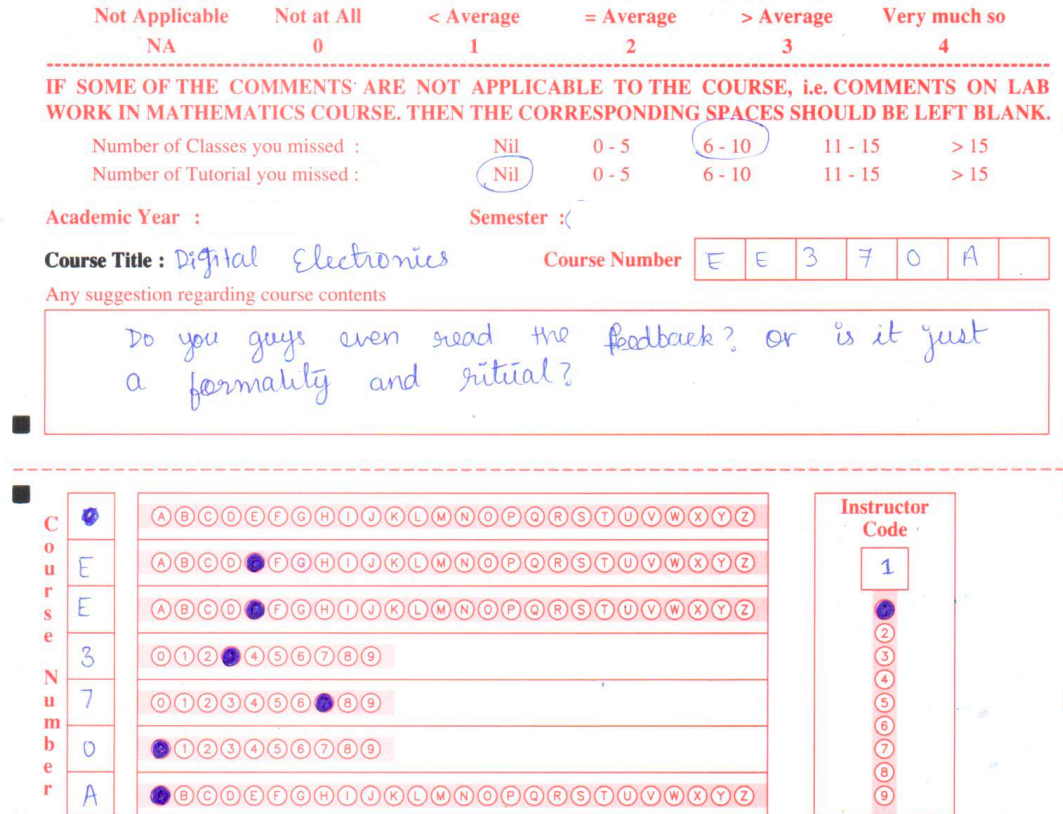 Not Applicable Not at All < Average = Average > Average Very much so
NA 0 1 2 3 4
IF SOME OF THE COMMENTS ARE NOT APPLICABLE TO THE COURSE, i.e. COMMENTS ON LAB
WORK IN MATHEMATICS COURSE. THEN THE CORRESPONDING SPACES SHOULD BE LEFT BLANK.
Number of Classes you missed : Nil 0 - 5 6 - 10 11 - 15 > 15
Number of Tutorial you missed : Nil 0 - 5 6 - 10 11 - 15 > 15
Academic Year : Semester :(
Course Title : Digital Electronics Course Number E E 3 7 0 A
Any suggestion regarding course contents
Do you guys even read the feedback? or is it just
a formality and ritual?
Course Number
A B C D E F G H I J K L M N O P Q R S T U V W X Y Z
E A B C D F G H I J K L M N O P Q R S T U V W X Y Z
E A B C D F G H I J K L M N O P Q R S T U V W X Y Z
3 0 1 2 4 5 6 7 8 9
7 0 1 2 3 4 5 6 8 9
0 1 2 3 4 5 6 7 8 9
A B C D E F G H I J K L M N O P Q R S T U V W X Y Z
Instructor
Code
1
2
3
4
5
6
7
8
9